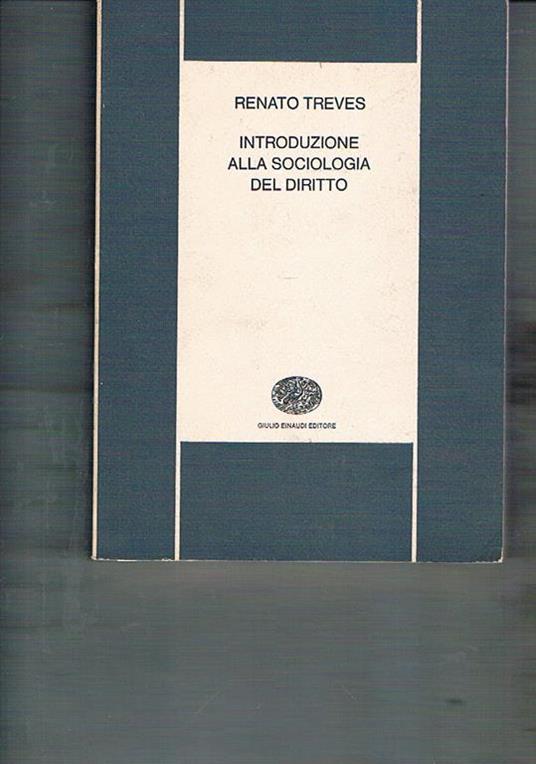 RENATO TREVES
INTRODUZIONE
ALLA SOCIOLOGIA
DEL DIRITTO
GIULIO EINAUDI EDITORE